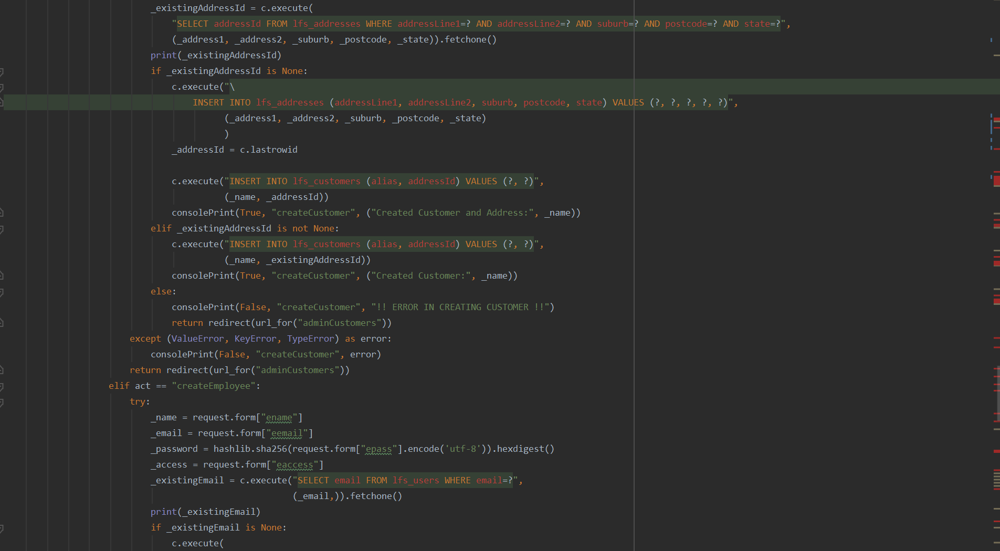 _existingAddressId = c.execute(
"SELECT addressId FROM lfs_addresses WHERE addressLine1=? AND addressLine2=? AND suburb=? AND postcode=? AND state=?",
(_address1, _address2, _suburb, _postcode, _state)).fetchone()
print(_existingAddressId)
if _existingAddressId is None:
c.execute("\
INSERT INTO lfs_addresses (addressLine1, addressLine2, suburb, postcode, state) VALUES (?, ?, ?, ?, ?)",
(_address1, _address2, _suburb, _postcode, _state)
)
_addressId = c.lastrowid
c.execute("INSERT INTO lfs_customers (alias, addressId) VALUES (?, ?)",
(_name, _addressId))
consolePrint(True, "createCustomer", ("Created Customer and Address:", _name))
elif _existingAddressId is not None:
c.execute("INSERT INTO lfs_customers (alias, addressId) VALUES (?, ?)",
(_name, _existingAddressId))
consolePrint(True, "createCustomer", ("Created Customer:", _name))
else:
consolePrint(False, "createCustomer", "!! ERROR IN CREATING CUSTOMER !!")
return redirect(url_for("adminCustomers"))
except (ValueError, KeyError, TypeError) as error:
consolePrint(False, "createCustomer", error)
return redirect(url_for("adminCustomers"))
elif act == "createEmployee":
try:
_name = request.form["ename"]
_email = request.form["eemail"]
_password = hashlib.sha256(request.form["epass"].encode('utf-8')).hexdigest()
_access = request.form["eaccess"]
_existingEmail = c.execute("SELECT email FROM lfs_users WHERE email=?",
(_email,)).fetchone()
print(_existingEmail)
if _existingEmail is None:
c.execute(